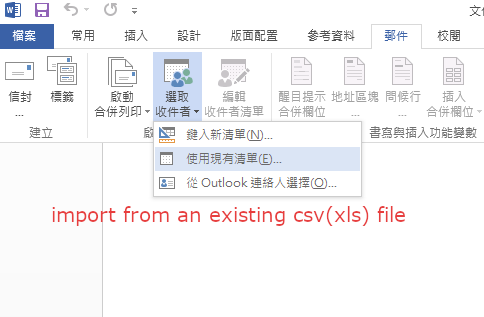 文件
檔案 常用 插入 設計 版面配置 參考資料 郵件 校閱
信封 標籤 啟動 選取 編輯 醒目提示 地址區塊 問候行 插入
... 合併列印 收件者 收件者清單 合併欄位 ... ... 合併欄位
建立 啟 書寫與插入功能變數
鍵入新清單(N)...
使用現有清單(E)...
從 Outlook 連絡人選擇(O)...
import from an existing csv(xls) file